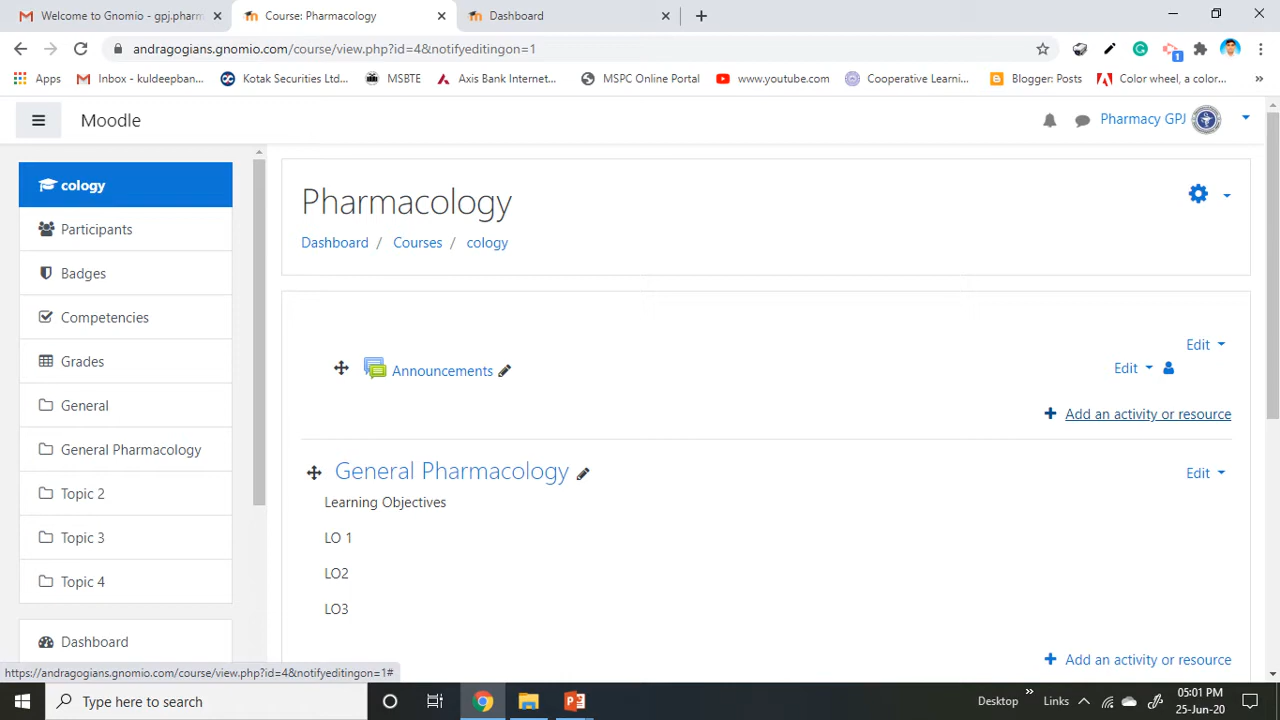 Welcome to Gnomio - gpj.pharm
Course: Pharmacology
Dashboard
andragogians.gnomio.com/course/view.php?id=4&notifyeditingon=1
Apps
Inbox - kuldeepban...
Kotak Securities Ltd...
MSBTE
Axis Bank Internet...
MSPC Online Portal
www.youtube.com
Cooperative Learni...
Blogger: Posts
Color wheel, a color...
»
1
Moodle
Pharmacy GPJ
cology
Participants
Badges
Competencies
Grades
General
General Pharmacology
Topic 2
Topic 3
Topic 4
Dashboard
Pharmacology
Dashboard / Courses / cology
Edit
Announcements
Edit
Add an activity or resource
General Pharmacology
Edit
Learning Objectives
LO 1
LO2
LO3
Add an activity or resource
https://andragogians.gnomio.com/course/view.php?id=4&notifyeditingon=1#
Type here to search
Desktop
»
Links
05:01 PM
25-Jun-20